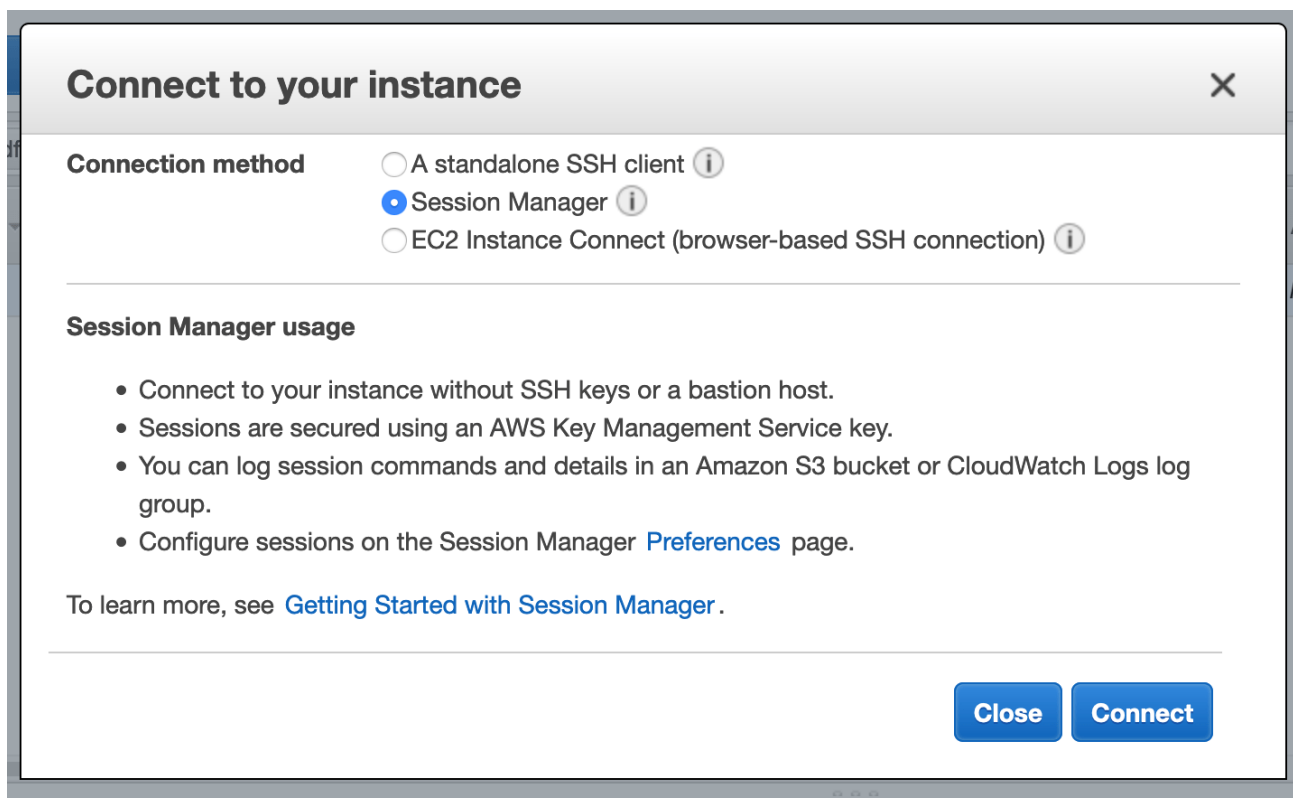 Connect to your instance
Connection method
A standalone SSH client
Session Manager
EC2 Instance Connect (browser-based SSH connection)
Session Manager usage
• Connect to your instance without SSH keys or a bastion host.
• Sessions are secured using an AWS Key Management Service key.
• You can log session commands and details in an Amazon S3 bucket or CloudWatch Logs log
group.
• Configure sessions on the Session Manager Preferences page.
To learn more, see Getting Started with Session Manager.
Close Connect